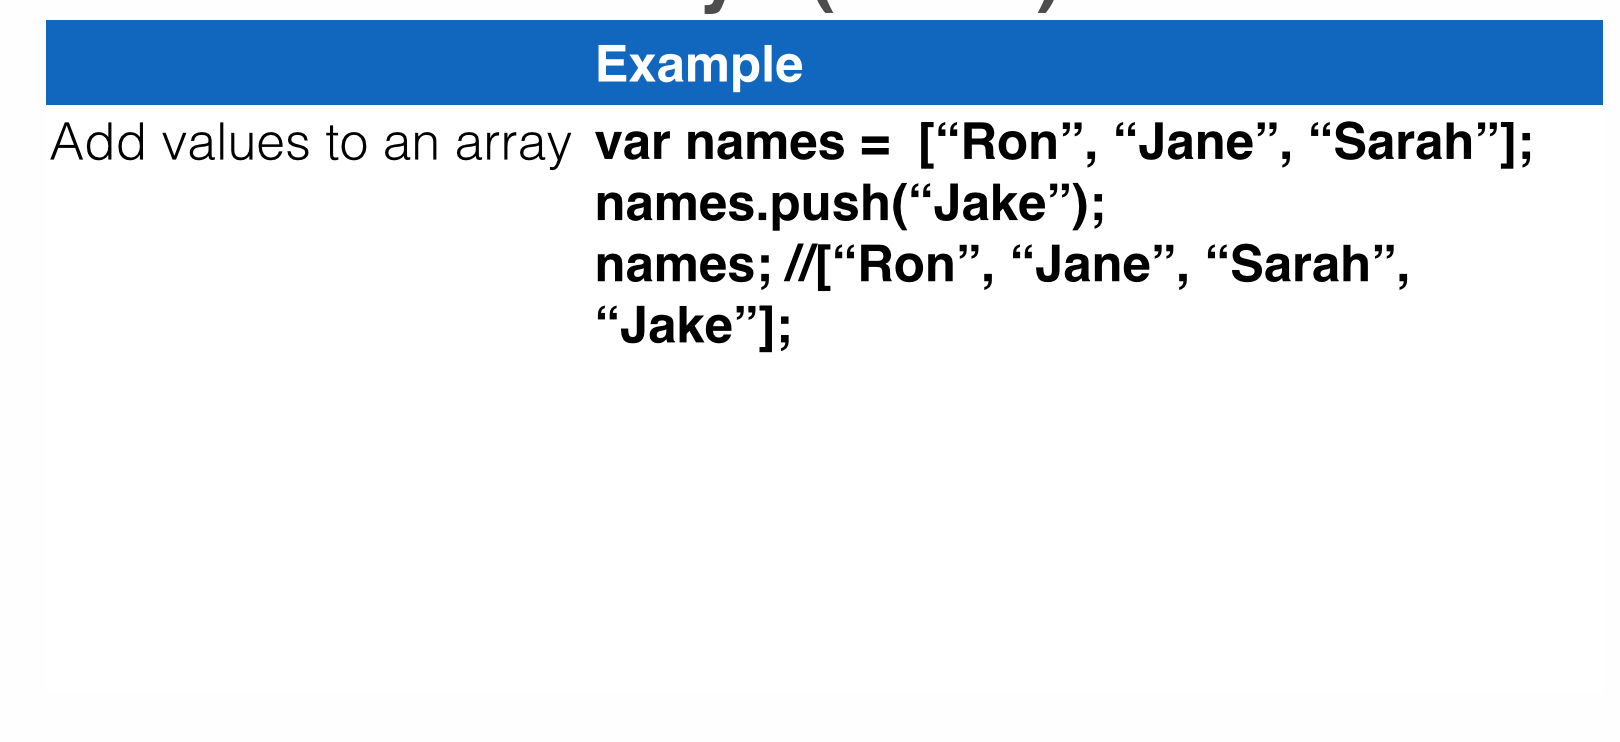 Example
Add values to an array
var names =  [“Ron”, “Jane”, “Sarah”];
names.push(“Jake”);
names; //[“Ron”, “Jane”, “Sarah”,
“Jake”];